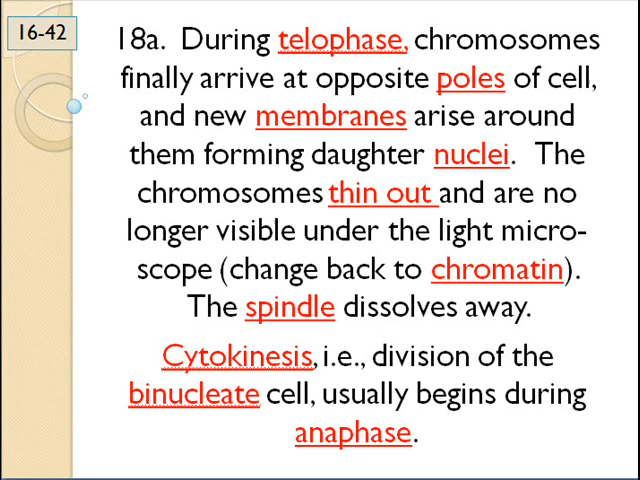 16-42
18a. During telophase, chromosomes
finally arrive at opposite poles of cell,
and new membranes arise around
them forming daughter nuclei. The
chromosomes thin out and are no
longer visible under the light micro-
scope (change back to chromatin).
The spindle dissolves away.
Cytokinesis, i.e., division of the
binucleate cell, usually begins during
anaphase.